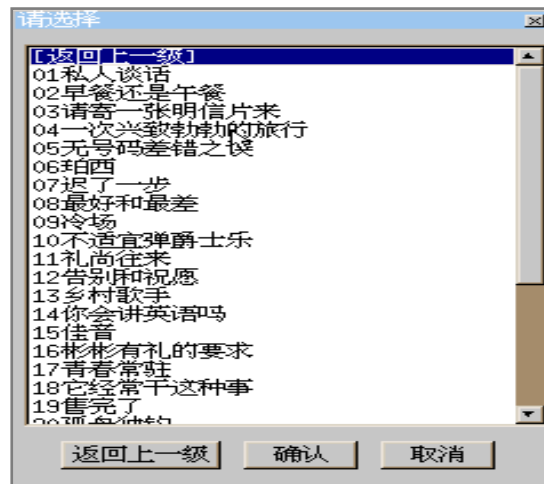 请选择
[返回上一级]
01私人谈话
02早餐还是午餐
03请寄一张明信片来
04一次兴致勃勃的旅行
05无号码差错之误
06珀西
07迟了一步
08最好和最差
09冷场
10不适宜弹爵士乐
11礼尚往来
12告别和祝愿
13乡村歌手
14你会讲英语吗
15佳音
16彬彬有礼的要求
17青春常驻
18它经常干这种事
19售完了
返回上一级 确认 取消